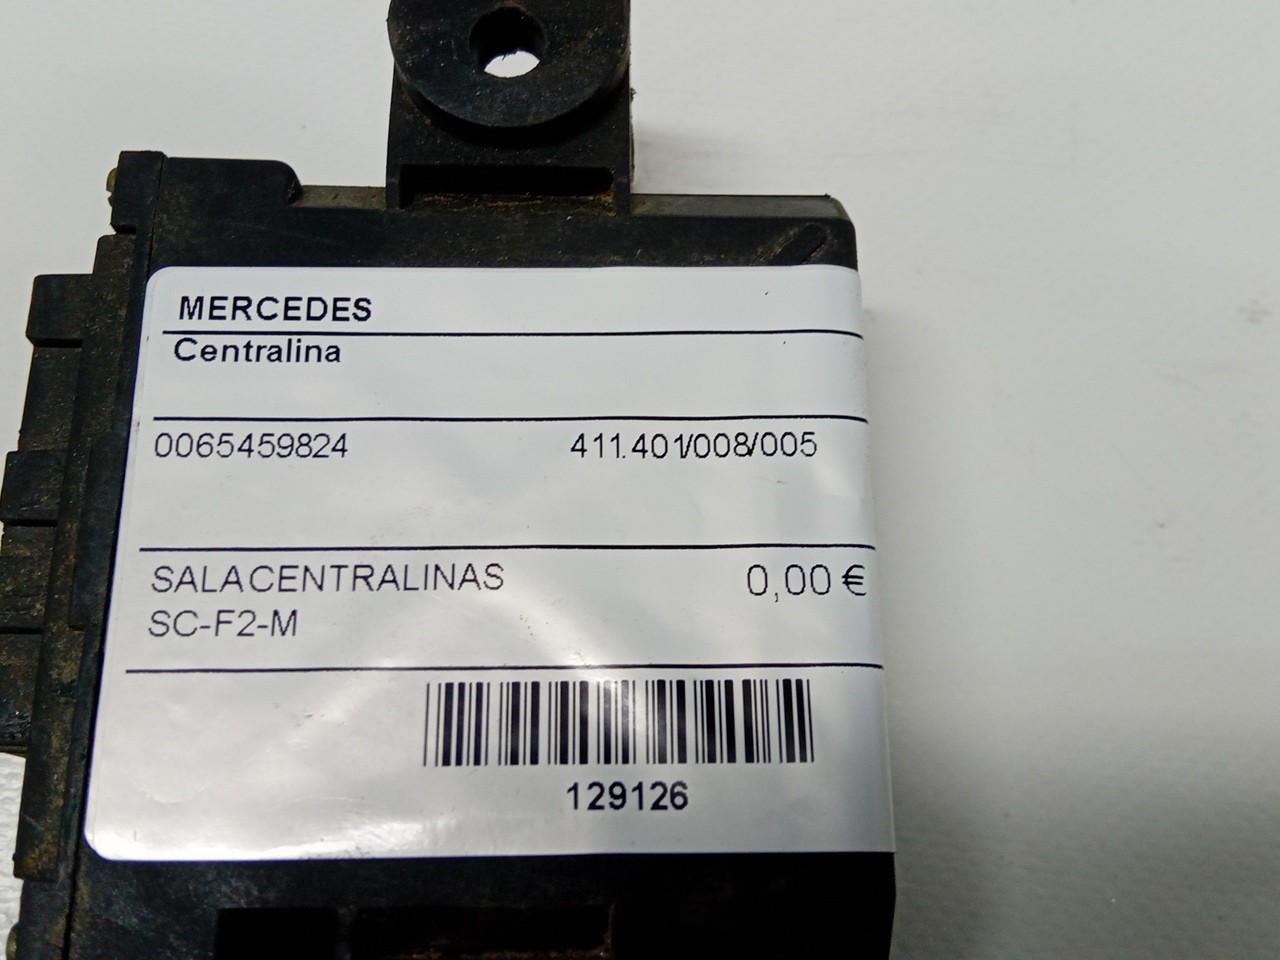 MERCEDES
Centralina
0065459824 411.401/008/005
SALACENTRALINAS 0,00 €
SC-F2-M
129126